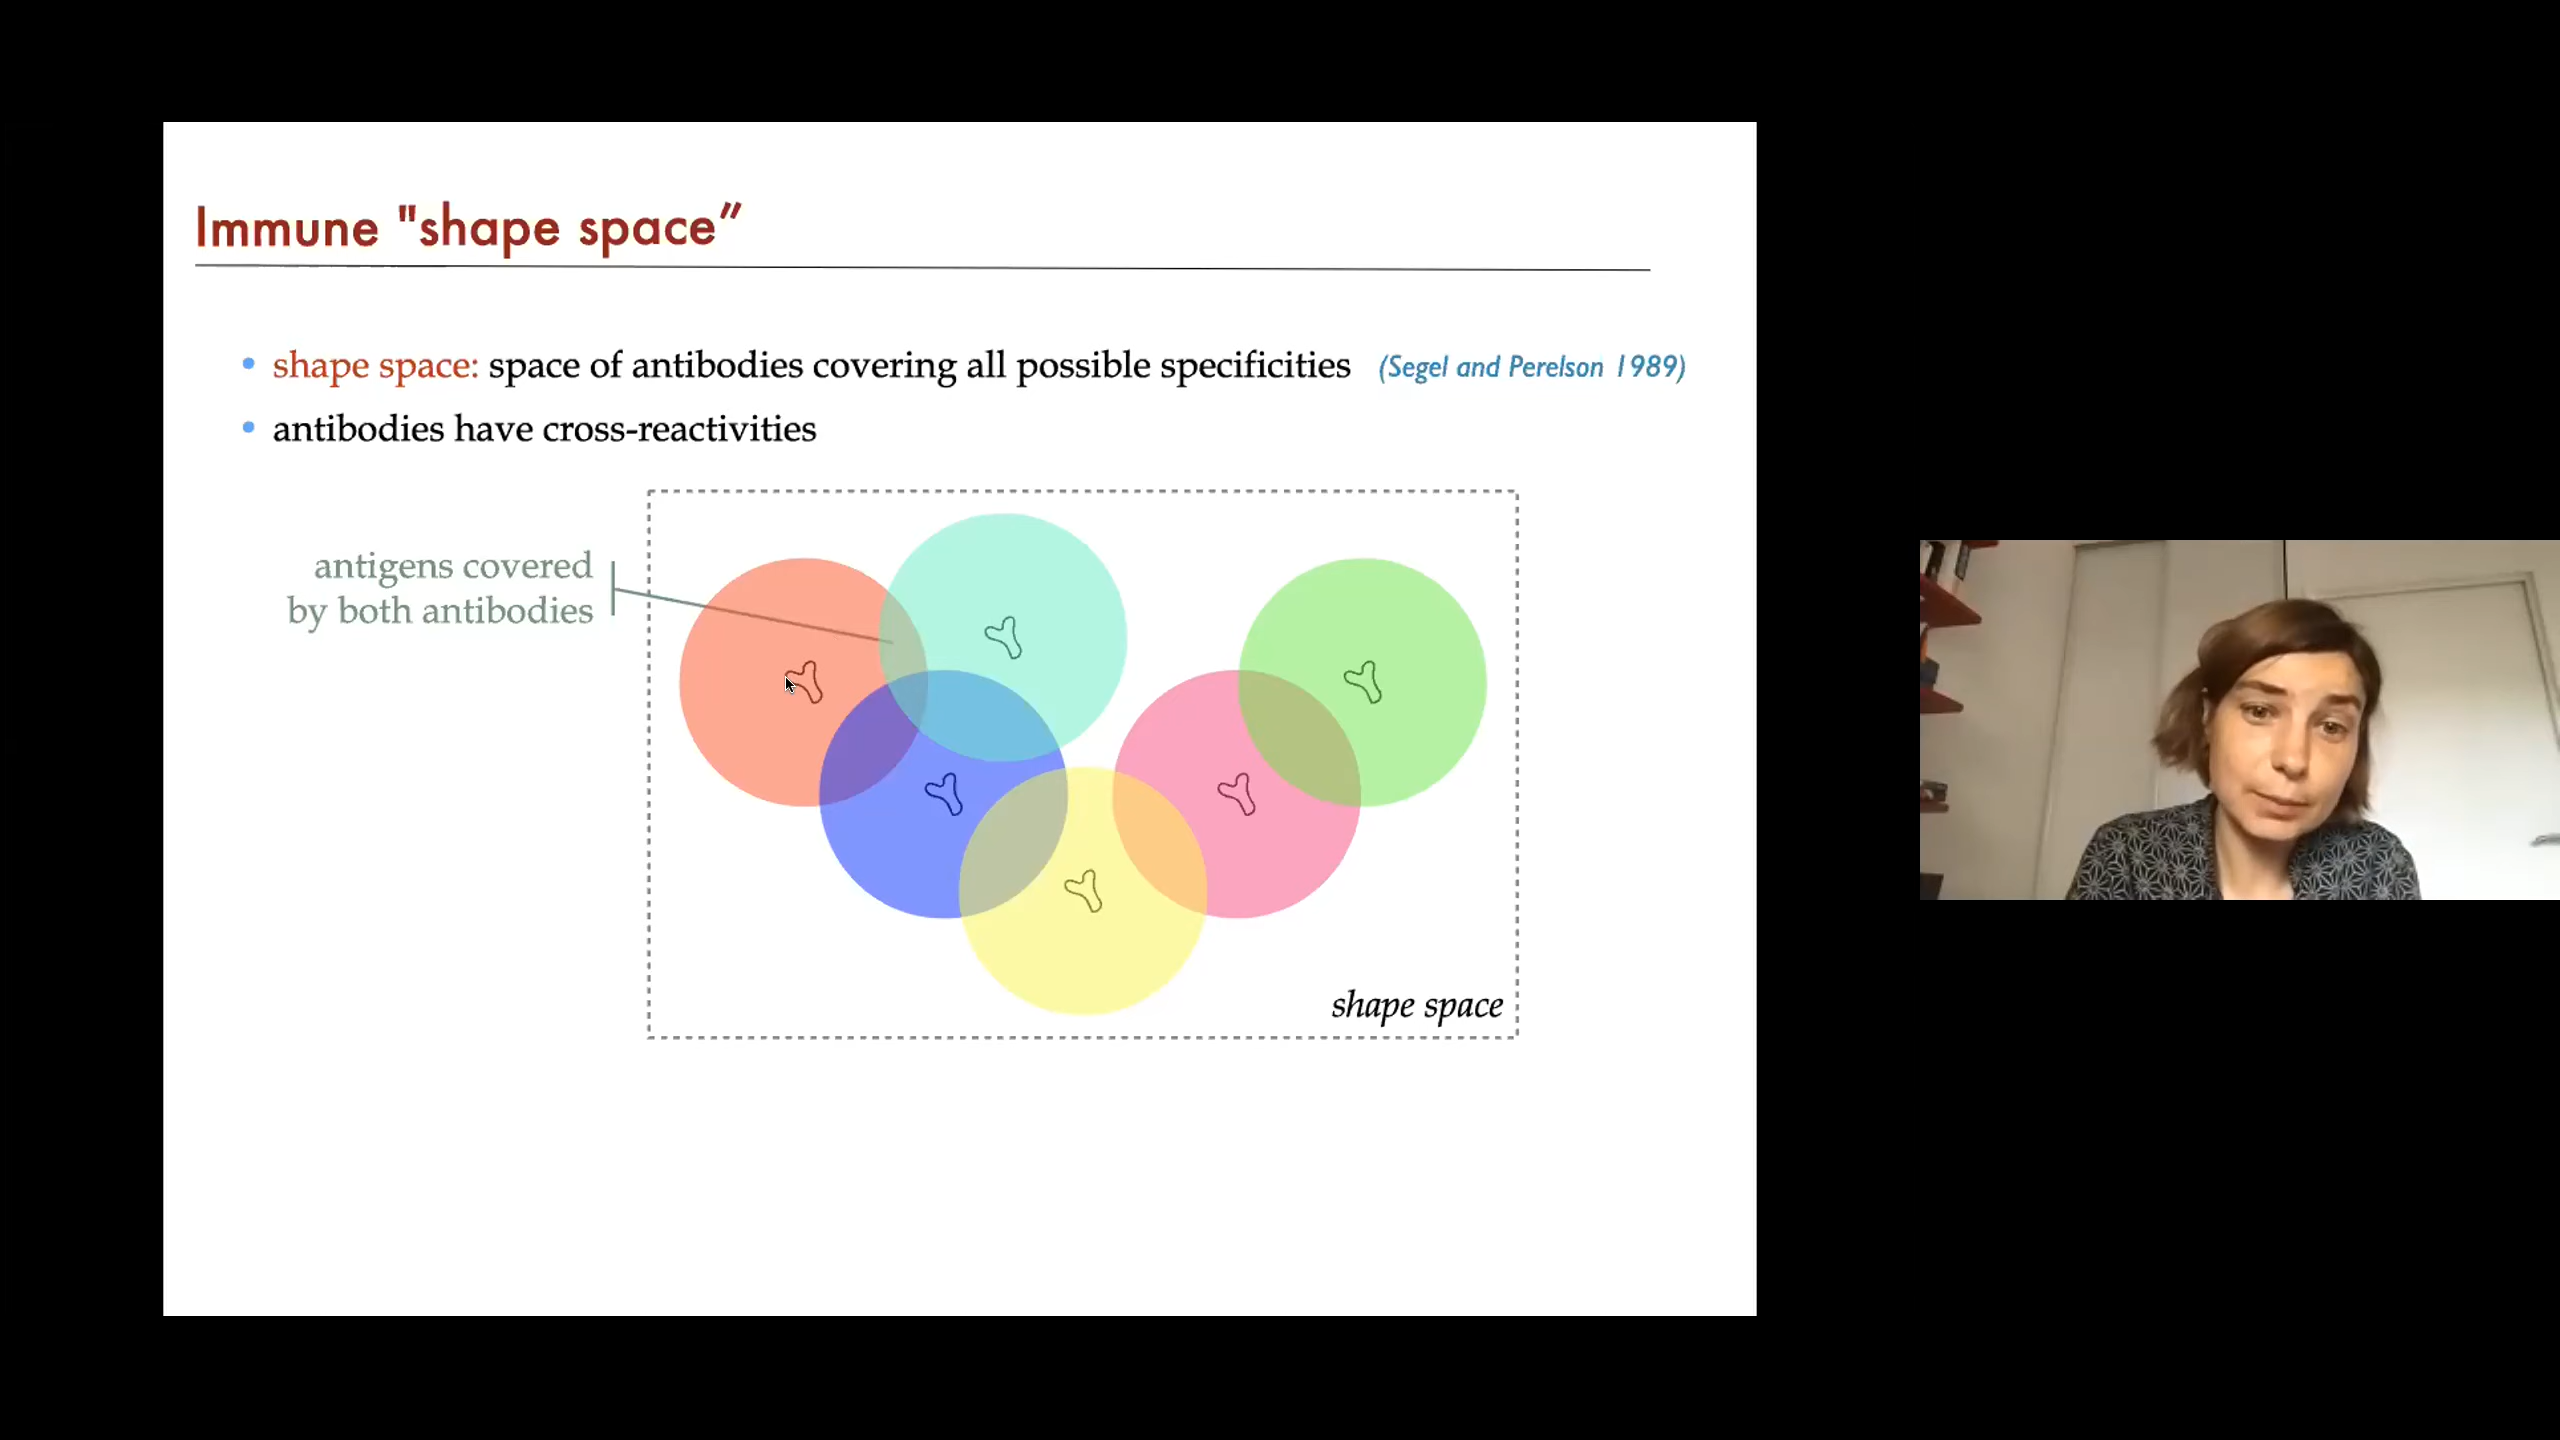 Immune "shape space”
• shape space: space of antibodies covering all possible specificities (Segel and Perelson 1989)
• antibodies have cross-reactivities
antigens covered
by both antibodies
shape space